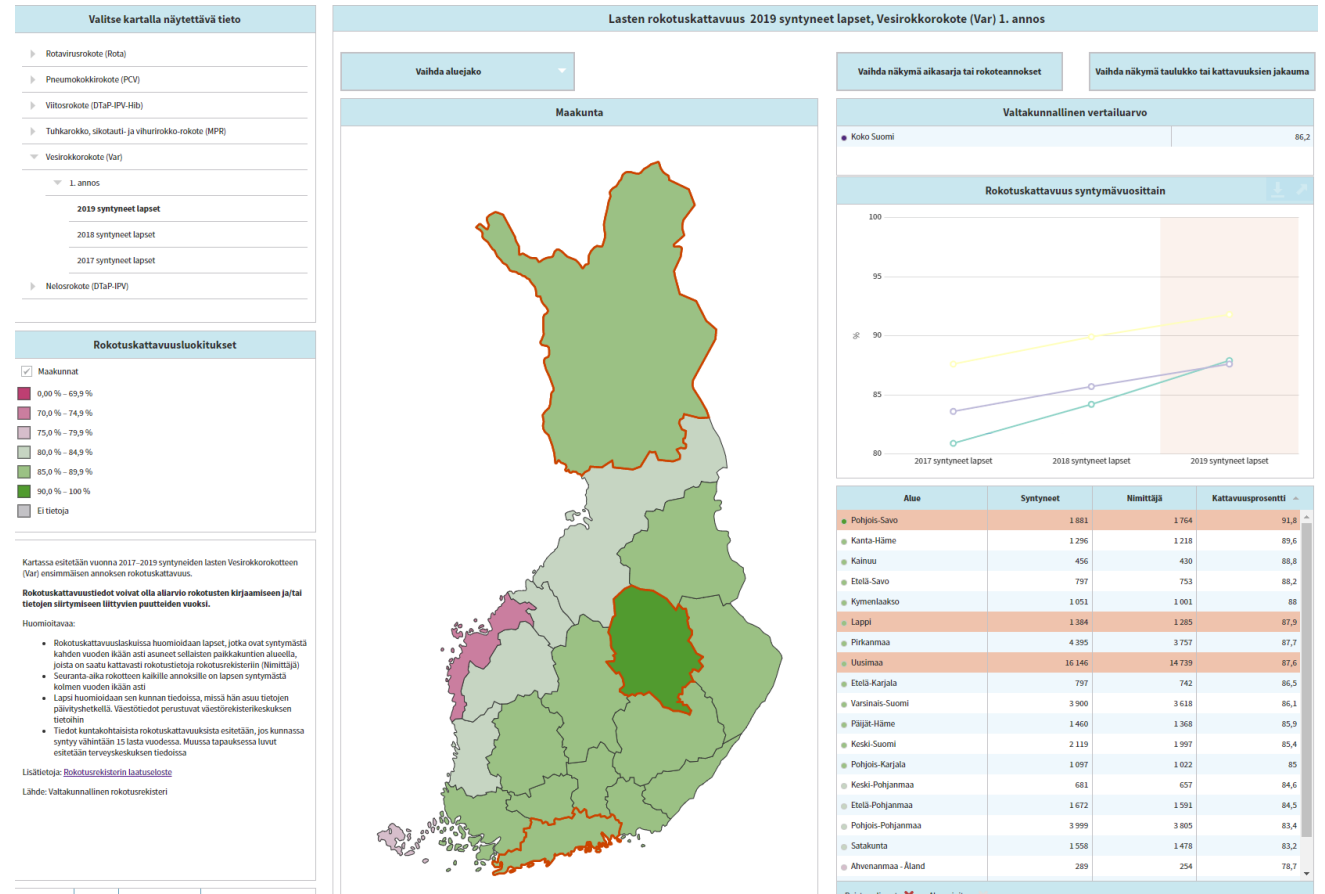 Valitse kartalla näytettävä tieto
Rotavirusrokote (Rota)
Pneumokokkirokote (PCV)
Viitosrokote (DTaP-IPV-Hib)
Tuhkarokko, sikotauti- ja vihurirokko-rokote (MPR)
Vesirokkorokote (Var)
1. annos
2019 syntyneet lapset
2018 syntyneet lapset
2017 syntyneet lapset
Nelosrokote (DTaP-IPV)
Rokotuskattavuusluokitukset
Maakunnat
0,00 % – 69,9 %
70,0 % – 74,9 %
75,0 % – 79,9 %
80,0 % – 84,9 %
85,0 % – 89,9 %
90,0 % – 100 %
Ei tietoja
Kartassa esitetään vuonna 2017–2019 syntyneiden lasten Vesirokkorokotteen
(Var) ensimmäisen annoksen rokotuskattavuus.
Rokotuskattavuustiedot voivat olla aliarvio rokotusten kirjaamiseen ja/tai
tietojen siirtymiseen liittyvien puutteiden vuoksi.
Huomioitavaa:
Rokotuskattavuuslaskuissa huomioidaan lapset, jotka ovat syntymästä
kahden vuoden ikään asti asuneet sellaisten paikkakuntien alueella,
joista on saatu kattavasti rokotustietoja rokotusrekisteriin (Nimittäjä)
Seuranta-aika rokotteen kaikille annoksille on lapsen syntymästä
kolmen vuoden ikään asti
Lapsi huomioidaan sen kunnan tiedoissa, missä hän asuu tietojen
päivityshetkellä. Väestötiedot perustuvat väestörekisterikeskuksen
tietoihin
Tiedot kuntakohtaisista rokotuskattavuuksista esitetään, jos kunnassa
syntyy vähintään 15 lasta vuodessa. Muussa tapauksessa luvut
esitetään terveyskeskuksen tiedoissa
Lisätietoja: Rokotusrekisterin laatuseloste
Lähde: Valtakunnallinen rokotusrekisteri
Lasten rokotuskattavuus 2019 syntyneet lapset, Vesirokkorokote (Var) 1. annos
Vaihda aluejako
Maakunta
Vaihda näkymä aikasarja tai rokoteannokset
Vaihda näkymä taulukko tai kattavuuksien jakauma
Valtakunnallinen vertailuarvo
Koko Suomi 86,2
Rokotuskattavuus syntymävuosittain
100
95
90
85
80
%
2017 syntyneet lapset 2018 syntyneet lapset 2019 syntyneet lapset
Alue Syntyneet Nimittäjä Kattavuusprosentti
Pohjois-Savo 1 881 1 764 91,8
Kanta-Häme 1 296 1 218 89,6
Kainuu 456 430 88,8
Etelä-Savo 797 753 88,2
Kymenlaakso 1 051 1 001 88
Lappi 1 384 1 285 87,9
Pirkanmaa 4 395 3 757 87,7
Uusimaa 16 146 14 739 87,6
Etelä-Karjala 797 742 86,5
Varsinais-Suomi 3 900 3 618 86,1
Päijät-Häme 1 460 1 368 85,9
Keski-Suomi 2 119 1 997 85,4
Pohjois-Karjala 1 097 1 022 85
Keski-Pohjanmaa 681 657 84,6
Etelä-Pohjanmaa 1 672 1 591 84,5
Pohjois-Pohjanmaa 3 999 3 805 83,4
Satakunta 1 558 1 478 83,2
Ahvenanmaa - Åland 289 254 78,7